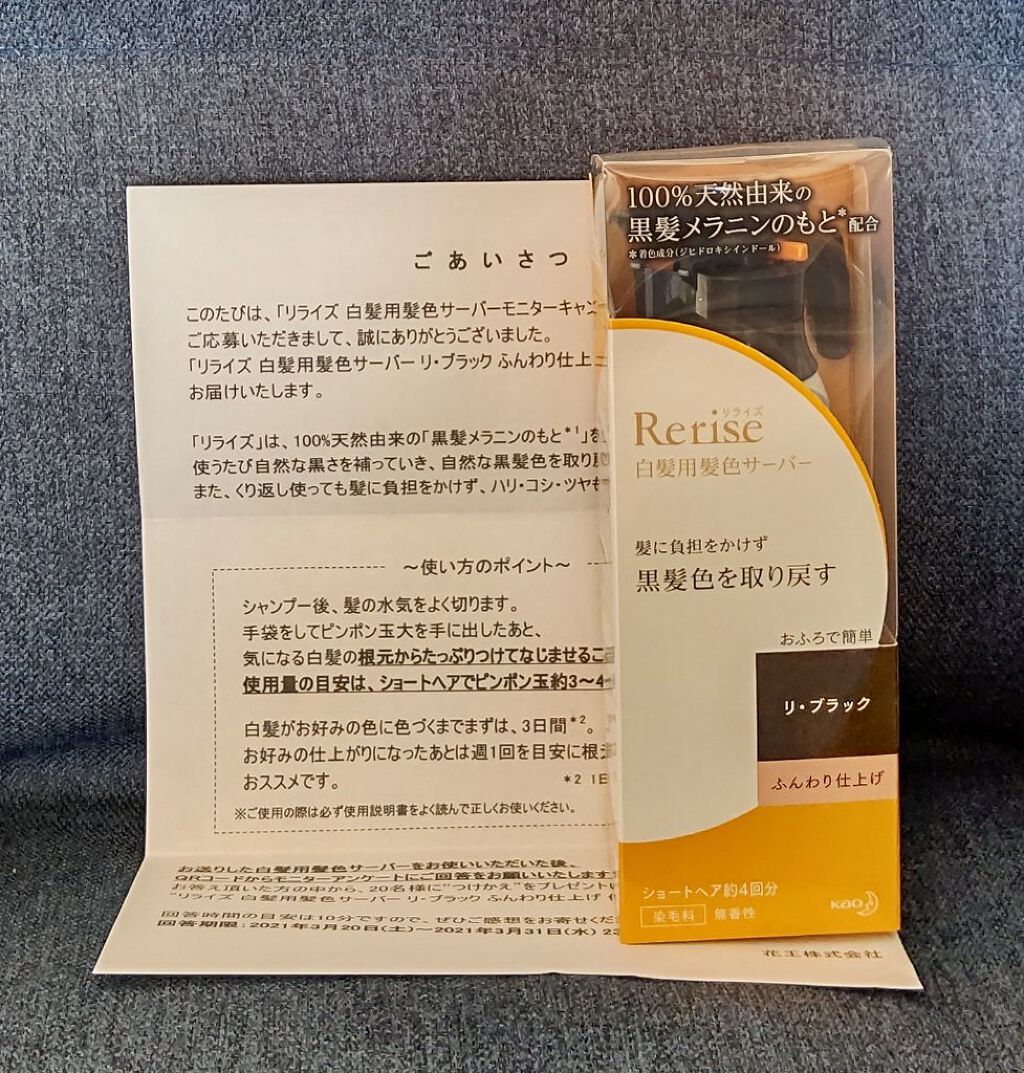 ごあいさつ
このたびは、「リライズ 白髪用髪色サーバーモニターキャン
ご応募いただきまして、誠にありがとうございました。
「リライズ 白髪用髪色サーバー リ・ブラック ふんわり仕上
お届けいたします。
「リライズ」は、100%天然由来の「黒髪メラニンのもと*1」を
使うたび自然な黒さを補っていき、自然な黒髪色を取り戻
また、くり返し使っても髪に負担をかけず、ハリ・コシ・ツヤも
～使い方のポイント～
シャンプー後、髪の水気をよく切ります。
手袋をしてピンポン玉大を手に出したあと、
気になる白髪の根元からたっぷりつけてなじませるこ
使用量の目安は、ショートヘアでピンポン玉約3～4
白髪がお好みの色に色づくまでまずは、3日間*2。
お好みの仕上がりになったあとは週1回を目安に根元
おススメです。
*2 1日
※ご使用の際は必ず使用説明書をよく読んで正しくお使いください。
お送りした白髪用髪色サーバーをお使いいただいた後、
QRコードからモニターアンケートにご回答をお願いいたします
お答え頂いた方の中から、20名様に“つけかえ”をプレゼント
“リライズ 白髪用髪色サーバー リ・ブラック ふんわり仕上げ
回答時間の目安は10分ですので、ぜひご感想をお寄せくだ
回答期限：2021年3月20日(土)～2021年3月31日(水) 2
花王株式会社
100%天然由来の
黒髪メラニンのもと*配合
*着色成分(ジヒドロキシインドール)
リライズ
Rerise
白髪用髪色サーバー
髪に負担をかけず
黒髪色を取り戻す
おふろで簡単
リ・ブラック
ふんわり仕上げ
ショートヘア約4回分
染毛料 無香性
Kao